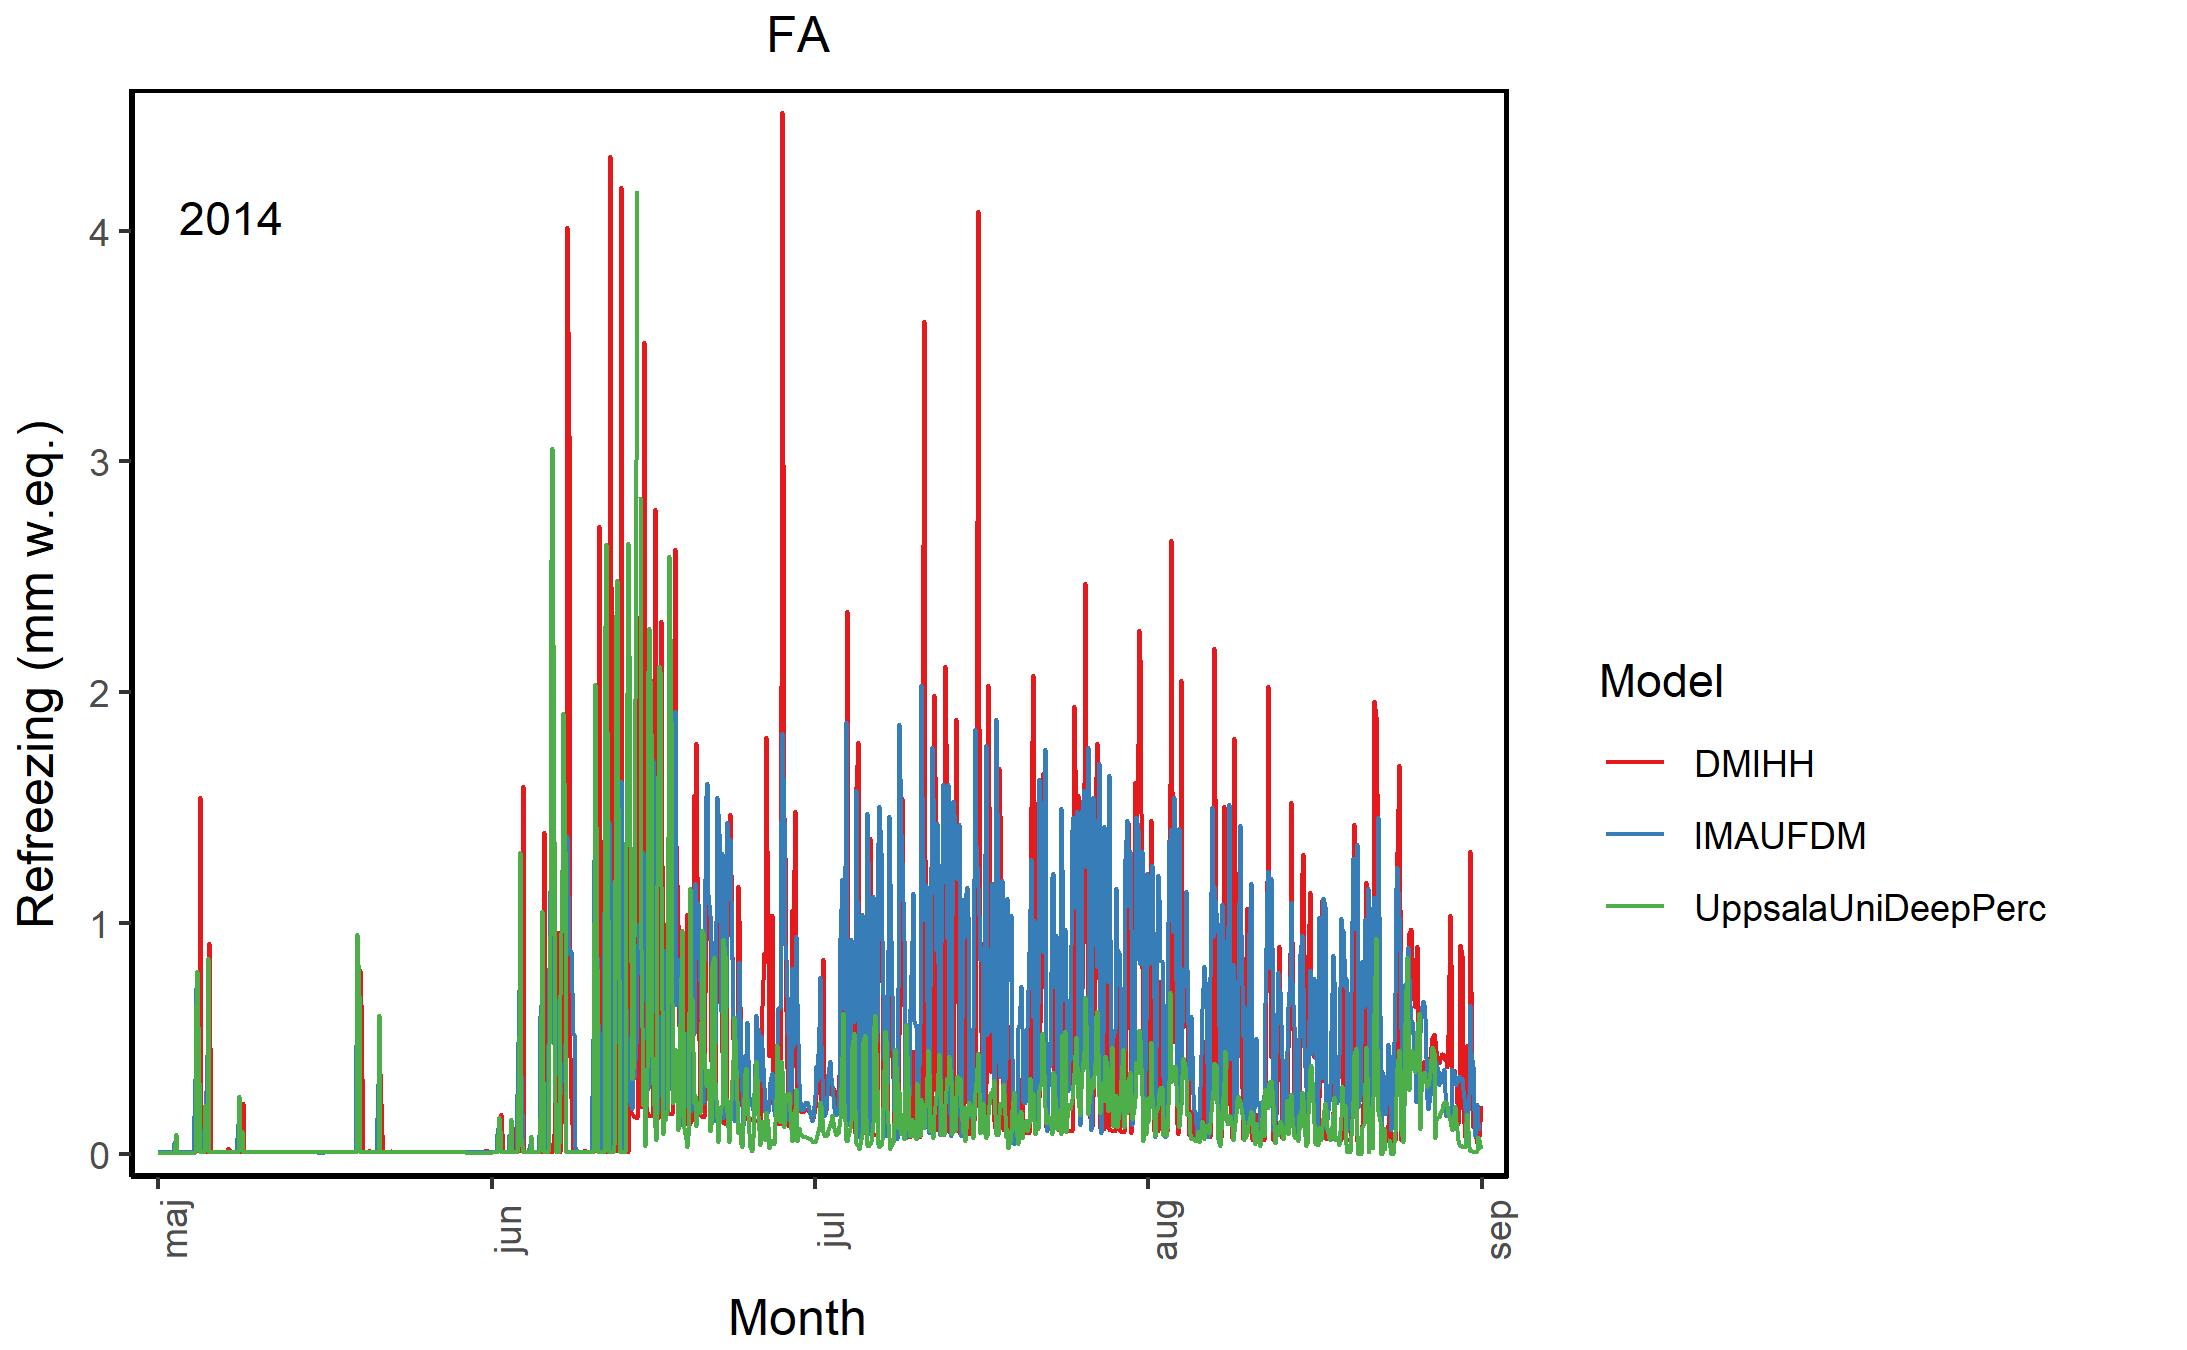 FA
2014
Refreezing (mm w.eq.)
4
3
2
1
0
maj
jun
jul
aug
sep
Month
Model
DMIHH
IMAUFDM
UppsalaUniDeepPerc